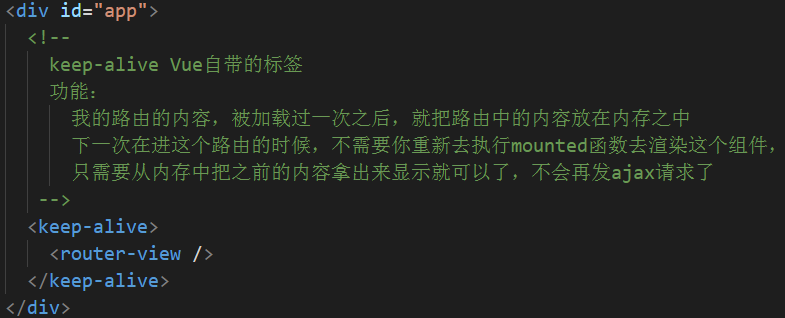 <div id="app">
<!--
keep-alive Vue自带的标签
功能：
我的路由的内容，被加载过一次之后，就把路由中的内容放在内存之中
下一次在进这个路由的时候，不需要你重新去执行mounted函数去渲染这个组件，
只需要从内存中把之前的内容拿出来显示就可以了，不会再发ajax请求了
-->
<keep-alive>
<router-view />
</keep-alive>
</div>